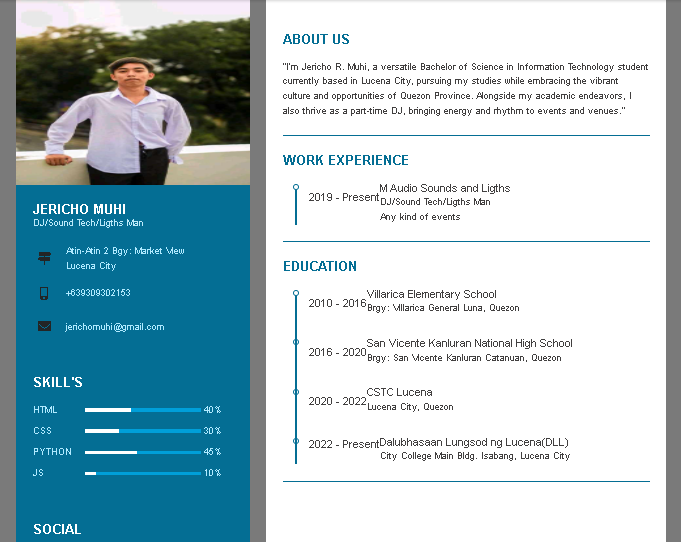 JERICHO MUHI
DJ/Sound Tech/Ligths Man
Atin-Atin 2 Bgy: Market View
Lucena City
+639309302153
jerichomuhi@gmail.com
SKILL'S
HTML 40%
CSS 30%
PYTHON 45%
JS 10%
SOCIAL
ABOUT US
"I'm Jericho R. Muhi, a versatile Bachelor of Science in Information Technology student
currently based in Lucena City, pursuing my studies while embracing the vibrant
culture and opportunities of Quezon Province. Alongside my academic endeavors, I
also thrive as a part-time DJ, bringing energy and rhythm to events and venues."
WORK EXPERIENCE
2019 - Present
M Audio Sounds and Ligths
DJ/Sound Tech/Ligths Man
Any kind of events
EDUCATION
2010 - 2016
Villarica Elementary School
Brgy: Villarica General Luna, Quezon
2016 - 2020
San Vicente Kanluran National High School
Brgy: San Vicente Kanluran Catanuan, Quezon
2020 - 2022
CSTC Lucena
Lucena City, Quezon
2022 - Present
Dalubhasaan Lungsod ng Lucena(DLL)
City College Main Bldg. Isabang, Lucena City